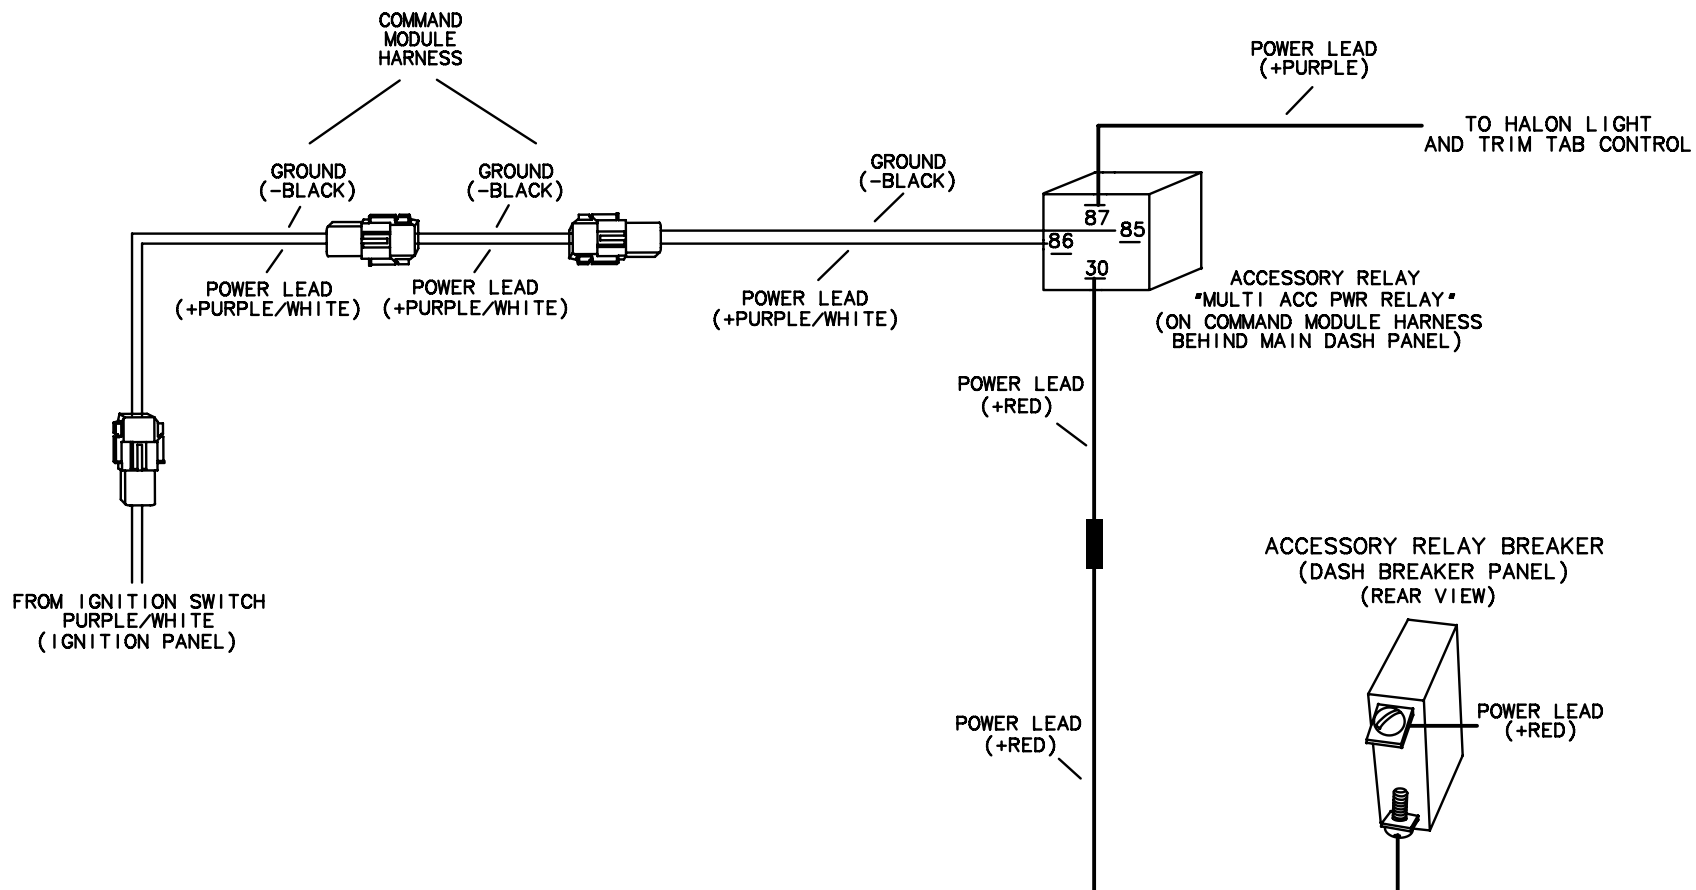 COMMAND
MODULE
HARNESS
POWER LEAD
(+PURPLE)
TO HALON LIGHT
AND TRIM TAB CONTROL
GROUND
(-BLACK)
GROUND
(-BLACK)
GROUND
(-BLACK)
87
85
86
30
POWER LEAD
(+PURPLE/WHITE)
POWER LEAD
(+PURPLE/WHITE)
POWER LEAD
(+PURPLE/WHITE)
ACCESSORY RELAY
"MULTI ACC PWR RELAY"
(ON COMMAND MODULE HARNESS
BEHIND MAIN DASH PANEL)
POWER LEAD
(+RED)
FROM IGNITION SWITCH
PURPLE/WHITE
(IGNITION PANEL)
ACCESSORY RELAY BREAKER
(DASH BREAKER PANEL)
(REAR VIEW)
POWER LEAD
(+RED)
POWER LEAD
(+RED)